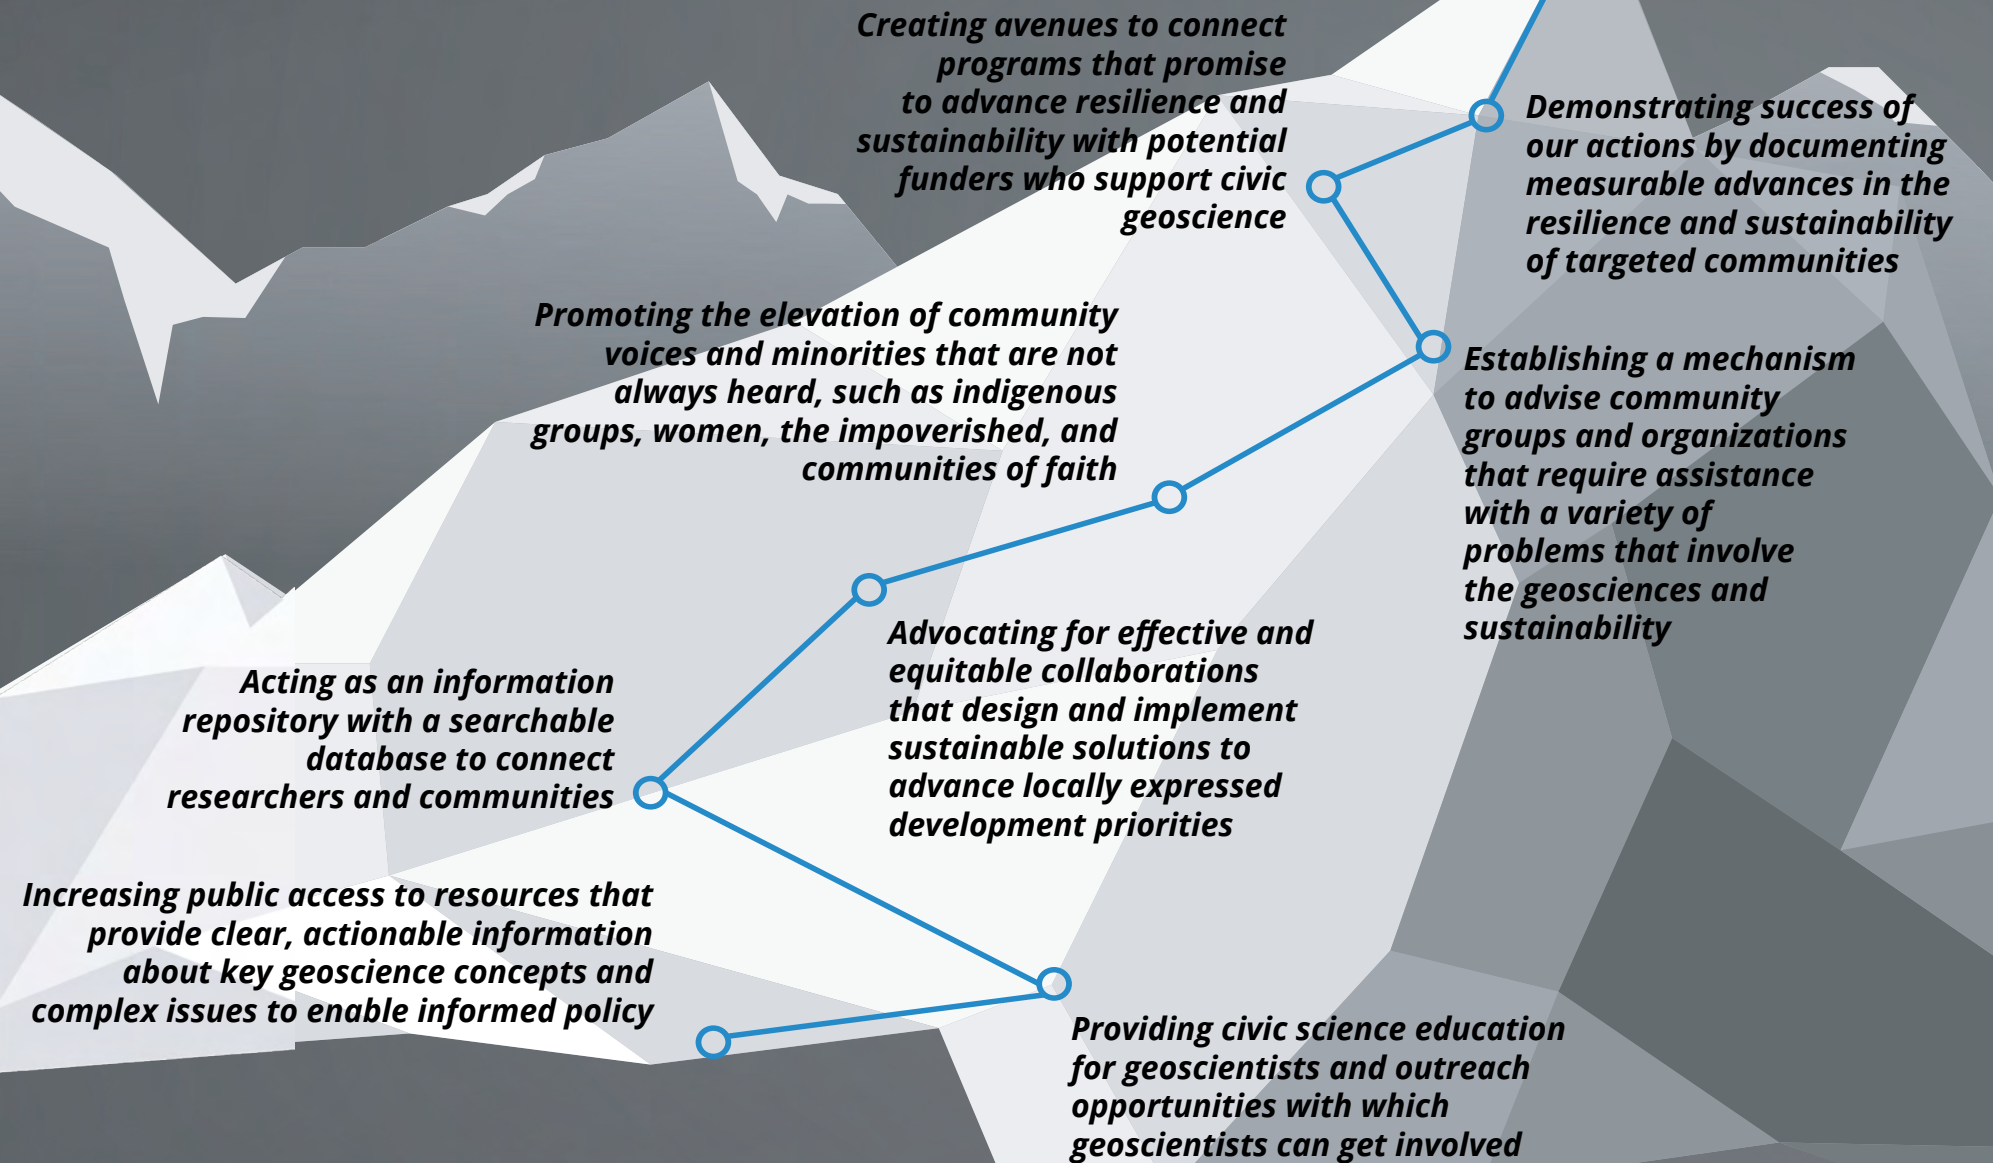 Creating avenues to connect
programs that promise
to advance resilience and
sustainability with potential
funders who support civic
geoscience
Demonstrating success of
our actions by documenting
measurable advances in the
resilience and sustainability
of targeted communities
Promoting the elevation of community
voices and minorities that are not
always heard, such as indigenous
groups, women, the impoverished, and
communities of faith
Establishing a mechanism
to advise community
groups and organizations
that require assistance
with a variety of
problems that involve
the geosciences and
sustainability
Advocating for effective and
equitable collaborations
that design and implement
sustainable solutions to
advance locally expressed
development priorities
Acting as an information
repository with a searchable
database to connect
researchers and communities
Increasing public access to resources that
provide clear, actionable information
about key geoscience concepts and
complex issues to enable informed policy
Providing civic science education
for geoscientists and outreach
opportunities with which
geoscientists can get involved